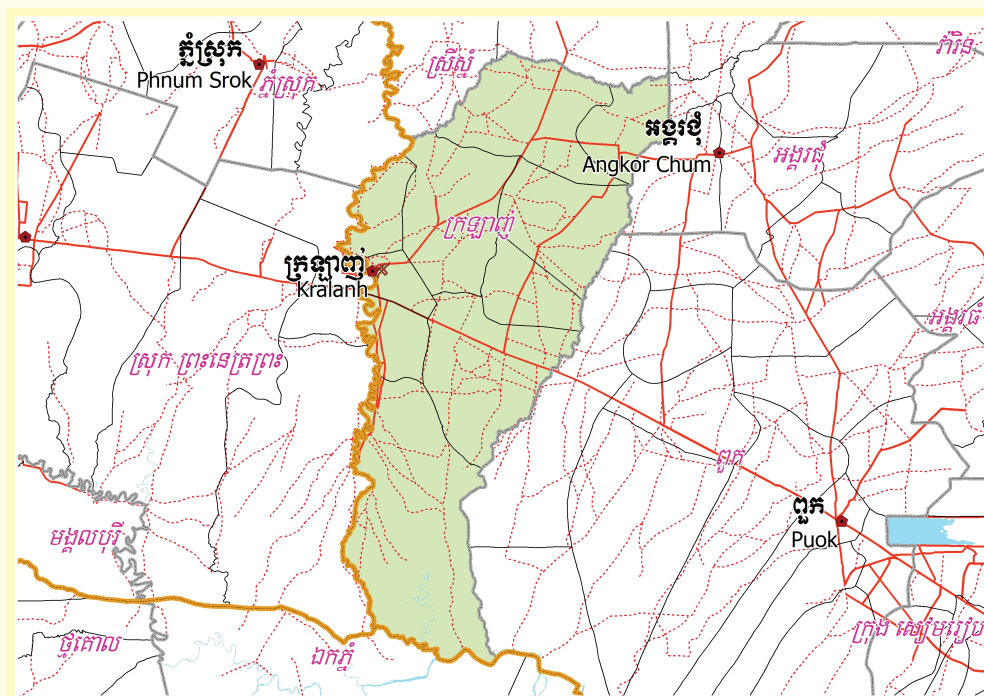 ភ្នំស្រុក
Phnum Srok
ភ្នំស្រុក
ស្រីស្នំ
វ៉ារិន
អង្គរជុំ
Angkor Chum
អង្គរជុំ
ក្រឡាញ់
ក្រឡាញ់
Kralanh
អង្គរធំ
ស្រុក ព្រះនេត្រព្រះ
ពួក
ពួក
Puok
មង្គលបុរី
ថ្មគោល
ឯកភ្នំ
ក្រុង សៀមរៀប